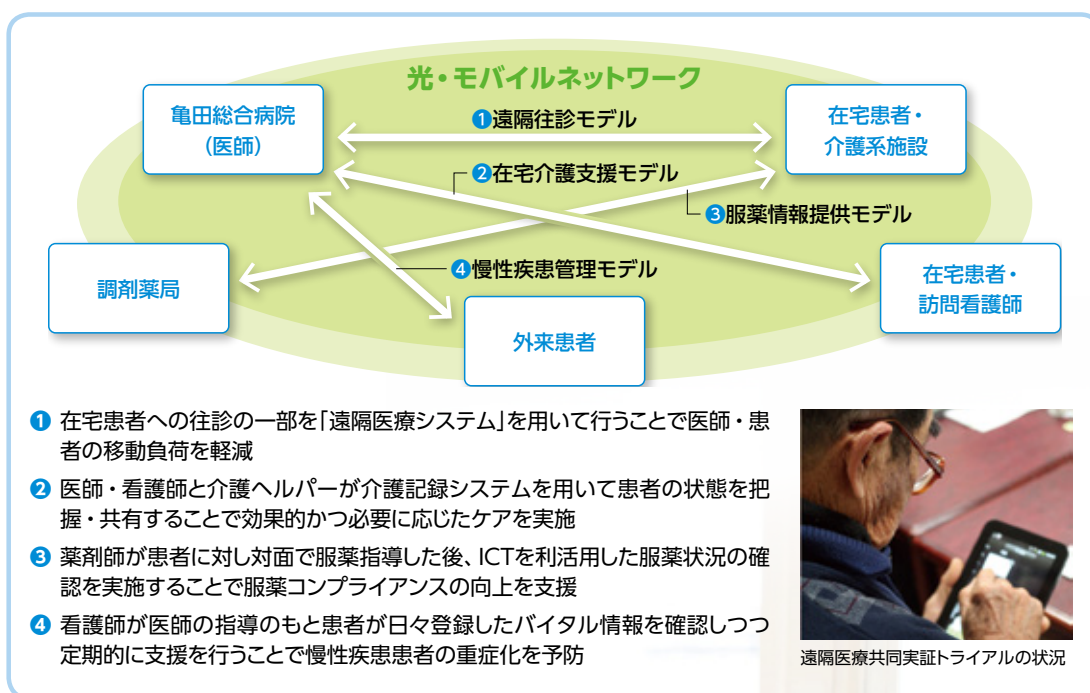 光・モバイルネットワーク
亀田総合病院
（医師）
❶遠隔往診モデル
在宅患者・
介護系施設
❷在宅介護支援モデル
❸服薬情報提供モデル
調剤薬局
❹慢性疾患管理モデル
在宅患者・
訪問看護師
外来患者
❶ 在宅患者への往診の一部を「遠隔医療システム」を用いて行うことで医師・患
者の移動負荷を軽減
❷ 医師・看護師と介護ヘルパーが介護記録システムを用いて患者の状態を把
握・共有することで効果的かつ必要に応じたケアを実施
❸ 薬剤師が患者に対し対面で服薬指導した後、ICTを利活用した服薬状況の確
認を実施することで服薬コンプライアンスの向上を支援
❹ 看護師が医師の指導のもと患者が日々登録したバイタル情報を確認しつつ
定期的に支援を行うことで慢性疾患患者の重症化を予防
遠隔医療共同実証トライアルの状況